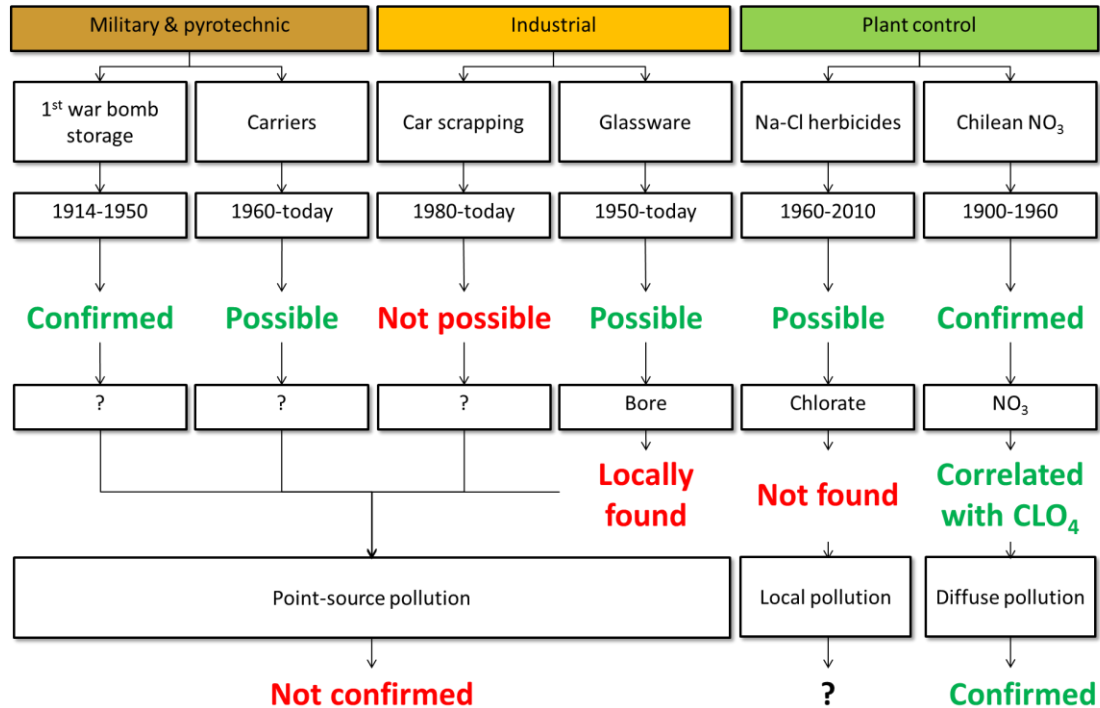 Military & pyrotechnic
Industrial
Plant control
1st war bomb
storage
Carriers
Car scrapping
Glassware
Na-Cl herbicides
Chilean NO3
1914-1950
1960-today
1980-today
1950-today
1960-2010
1900-1960
Confirmed
Possible
Not possible
Possible
Possible
Confirmed
?
?
?
Bore
Chlorate
NO3
Locally
found
Not found
Correlated
with CLO4
Point-source pollution
Local pollution
Diffuse pollution
Not confirmed
?
Confirmed